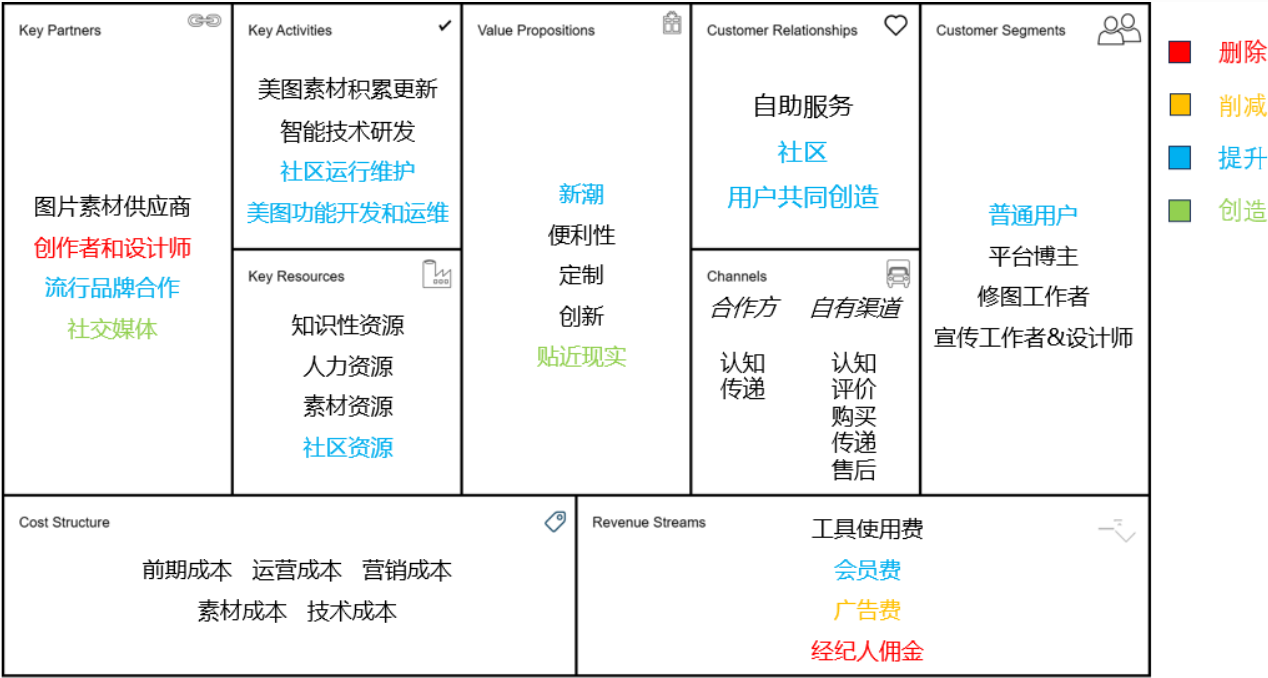 Key Partners
图片素材供应商
创作者和设计师
流行品牌合作
社交媒体
Key Activities
美图素材积累更新
智能技术研发
社区运行维护
美图功能开发和运维
Key Resources
知识性资源
人力资源
素材资源
社区资源
Value Propositions
新潮
便利性
定制
创新
贴近现实
Customer Relationships
自助服务
社区
用户共同创造
Channels
合作方 自有渠道
认知 认知
传递 评价
购买
传递
售后
Customer Segments
普通用户
平台博主
修图工作者
宣传工作者&设计师
Cost Structure
前期成本 运营成本 营销成本
素材成本 技术成本
Revenue Streams
工具使用费
会员费
广告费
经纪人佣金
删除
削减
提升
创造